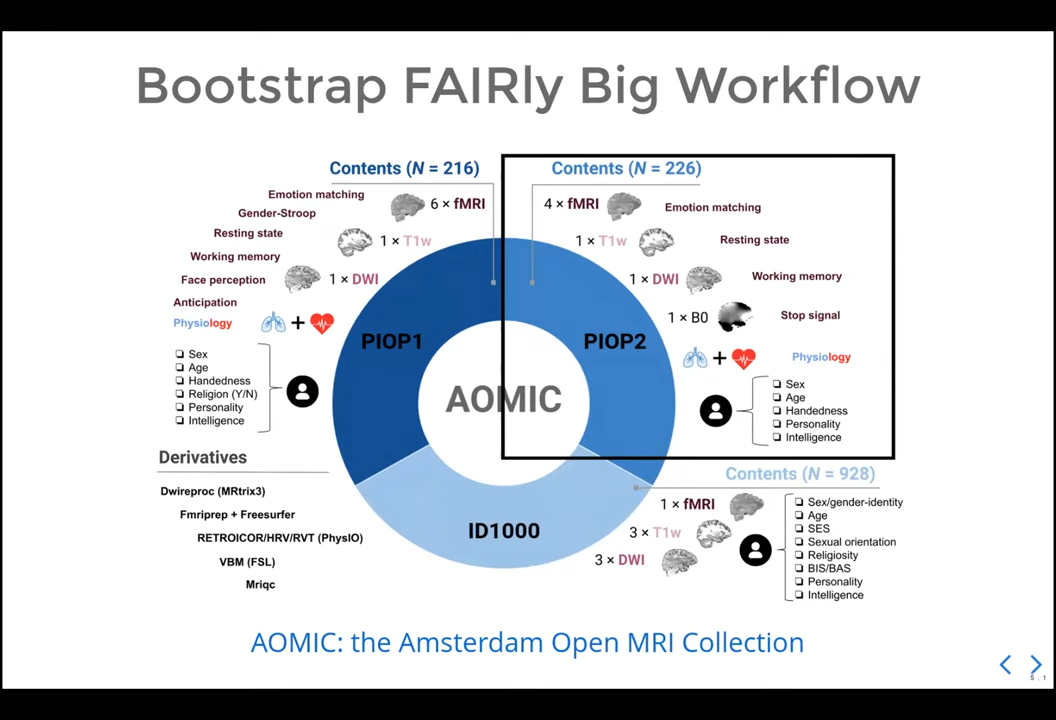 Bootstrap FAIRly Big Workflow
Contents (N = 216)
Emotion matching
Gender-Stroop
Resting state
Working memory
Face perception
Anticipation
Physiology
6 × fMRI
1 × T1w
1 × DWI
+
❑ Sex
❑ Age
❑ Handedness
❑ Religion (Y/N)
❑ Personality
❑ Intelligence
PIOP1
Contents (N = 226)
4 × fMRI
1 × T1w
1 × DWI
1 × B0
+
Emotion matching
Resting state
Working memory
Stop signal
Physiology
❑ Sex
❑ Age
❑ Handedness
❑ Personality
❑ Intelligence
PIOP2
AOMIC
Derivatives
Dwireproc (MRtrix3)
Fmriprep + Freesurfer
RETROICOR/HRV/RVT (PhysIO)
VBM (FSL)
Mriqc
ID1000
Contents (N = 928)
1 × fMRI
3 × T1w
3 × DWI
❑ Sex/gender-identity
❑ Age
❑ SES
❑ Sexual orientation
❑ Religiosity
❑ BIS/BAS
❑ Personality
❑ Intelligence
AOMIC: the Amsterdam Open MRI Collection
5 . 1